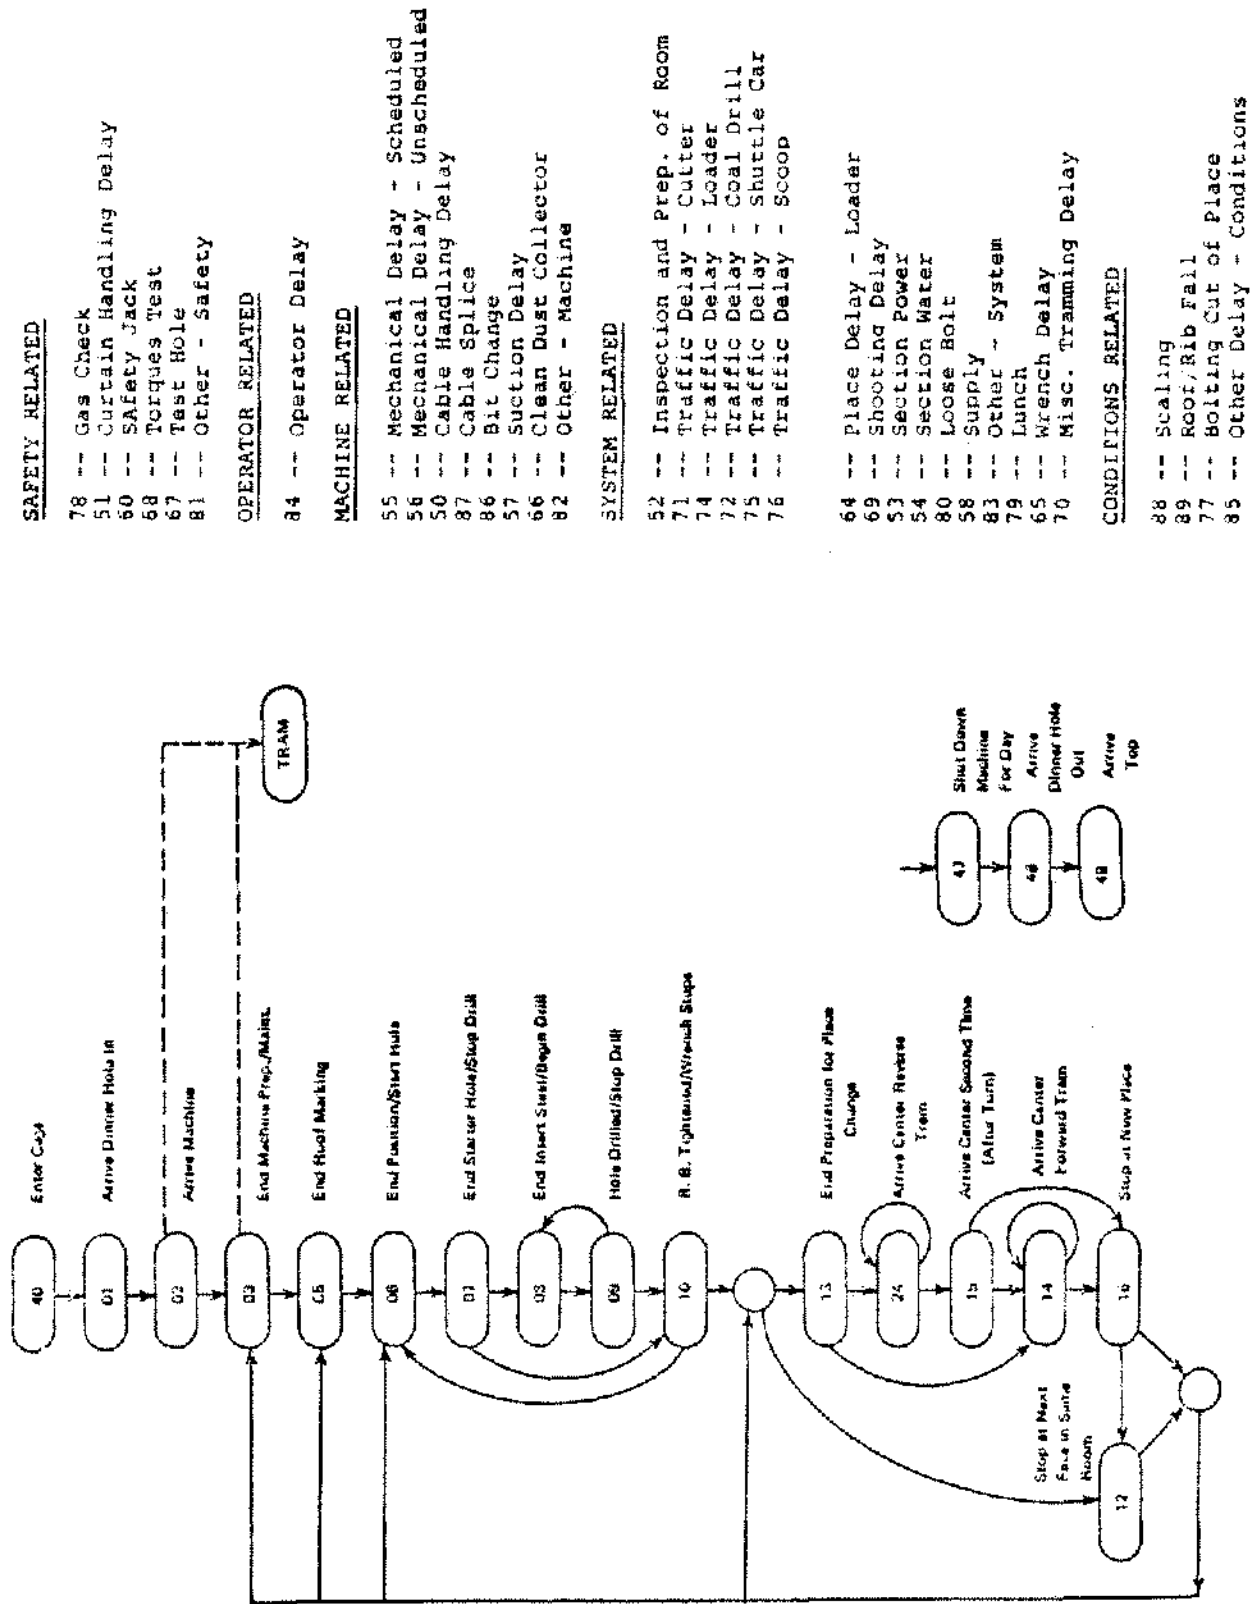 SAFETY RELATED
78 -- Gas Check
51 -- Curtain Handling Delay
60 -- SAfety Jack
68 -- Torques Test
67 -- Test Hole
81 -- Other - Safety
OPERATOR RELATED
84 -- Operator Delay
MACHINE RELATED
55 -- Mechanical Delay - Scheduled
56 -- Mechanical Delay - Unscheduled
50 -- Cable Handling Delay
87 -- Cable Splice
86 -- Bit Change
57 -- Suction Delay
66 -- Clean Dust Collector
82 -- Other - Machine
SYSTEM RELATED
52 -- Inspection and Prep. of Room
71 -- Traffic Delay - Cutter
74 -- Traffic Delay - Loader
72 -- Traffic Delay - Coal Drill
75 -- Traffic Delay - Shuttle Car
76 -- Traffic Delay - Scoop
64 -- Place Delay - Loader
69 -- Shooting Delay
53 -- Section Power
54 -- Section Water
80 -- Loose Bolt
58 -- Supply
83 -- Other - System
79 -- Lunch
65 -- Wrench Delay
70 -- Misc. Tramming Delay
CONDITIONS RELATED
88 -- Scaling
89 -- Roof/Rib Fall
77 -- Bolting Cut of Place
85 -- Other Delay - Conditions
40 Enter Cage
01 Arrive Dinner Hole In
02 Arrive Machine
03 End Machine Prep./Maint.
TRAM
05 End Roof Marking
06 End Position/Start Hole
07 End Starter Hole/Stop Drill
08 End Insert Steel/Begin Drill
09 Hole Drilled/Stop Drill
10 R. B. Tightened/Wrench Stops
13 End Preparation for Place
Change
24 Arrive Center Reverse
Tram
15 Arrive Center Second Time
(After Turn)
14 Arrive Center
Forward Tram
16 Stop at New Place
12 Stop at Next
Face in Same
Room
47 Shut Down
Machine
For Day
48 Arrive
Dinner Hole
Out
Arrive
Top